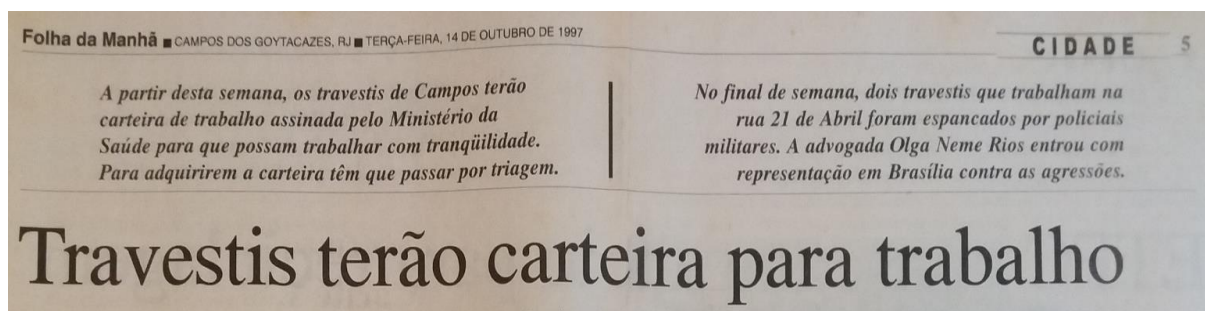 Folha da Manhã ■ CAMPOS DOS GOYTACAZES, RJ ■ TERÇA-FEIRA, 14 DE OUTUBRO DE 1997
CIDADE 5
A partir desta semana, os travestis de Campos terão
carteira de trabalho assinada pelo Ministério da
Saúde para que possam trabalhar com tranqüilidade.
Para adquirirem a carteira têm que passar por triagem.
No final de semana, dois travestis que trabalham na
rua 21 de Abril foram espancados por policiais
militares. A advogada Olga Neme Rios entrou com
representação em Brasília contra as agressões.
Travestis terão carteira para trabalho